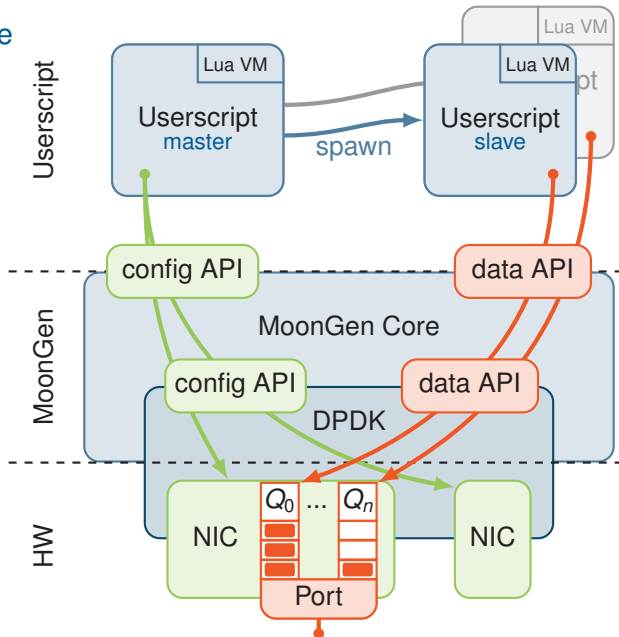 e
Lua VM
Lua VM
Lua VM
Userscript
Userscript
master
spawn
Userscript
slave
pt
config API
data API
MoonGen
MoonGen Core
config API
data API
DPDK
HW
NIC
Q0 ... Qn
NIC
Port